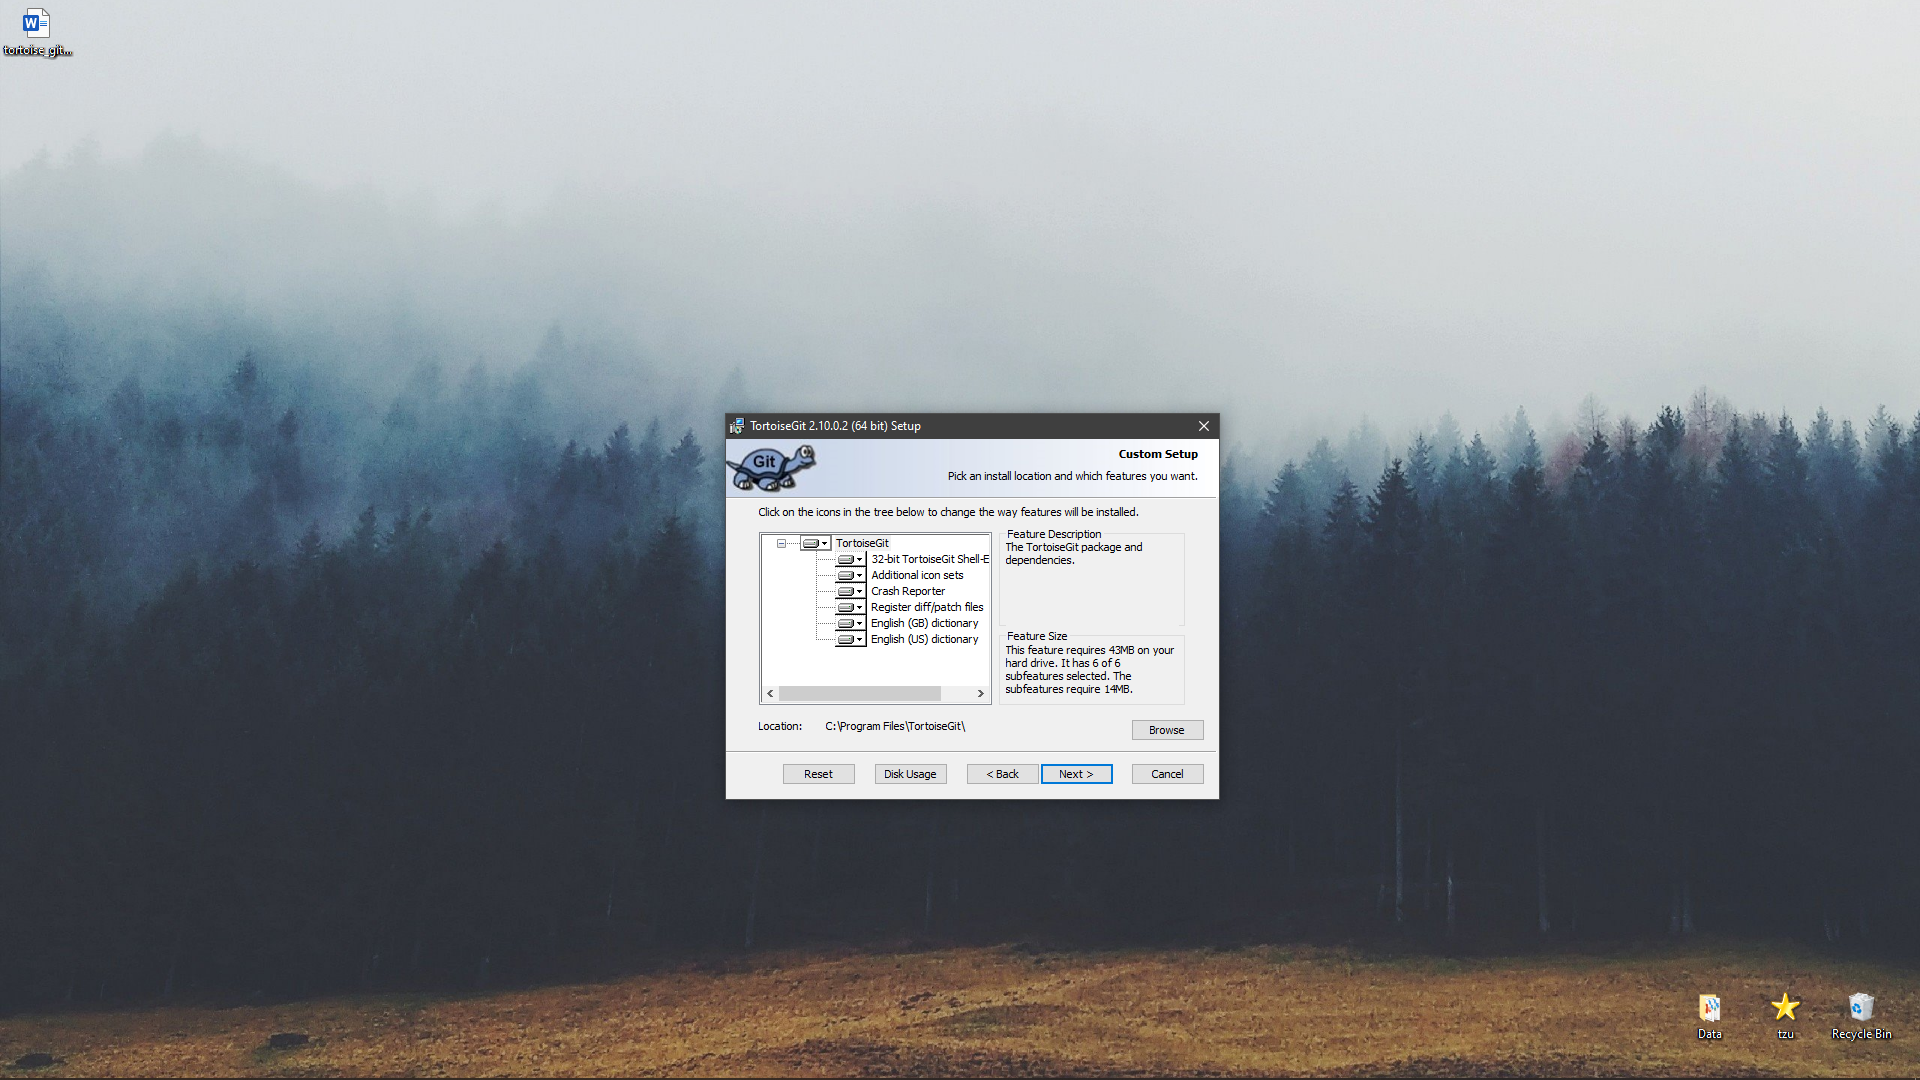 tortoise_git...
TortoiseGit 2.10.0.2 (64 bit) Setup
Git
Custom Setup
Pick an install location and which features you want.
Click on the icons in the tree below to change the way features will be installed.
TortoiseGit
32-bit TortoiseGit Shell-E
Additional icon sets
Crash Reporter
Register diff/patch files
English (GB) dictionary
English (US) dictionary
Feature Description
The TortoiseGit package and
dependencies.
Feature Size
This feature requires 43MB on your
hard drive. It has 6 of 6
subfeatures selected. The
subfeatures require 14MB.
Location: C:\Program Files\TortoiseGit\
Browse
Reset Disk Usage < Back Next > Cancel
Data tzu Recycle Bin